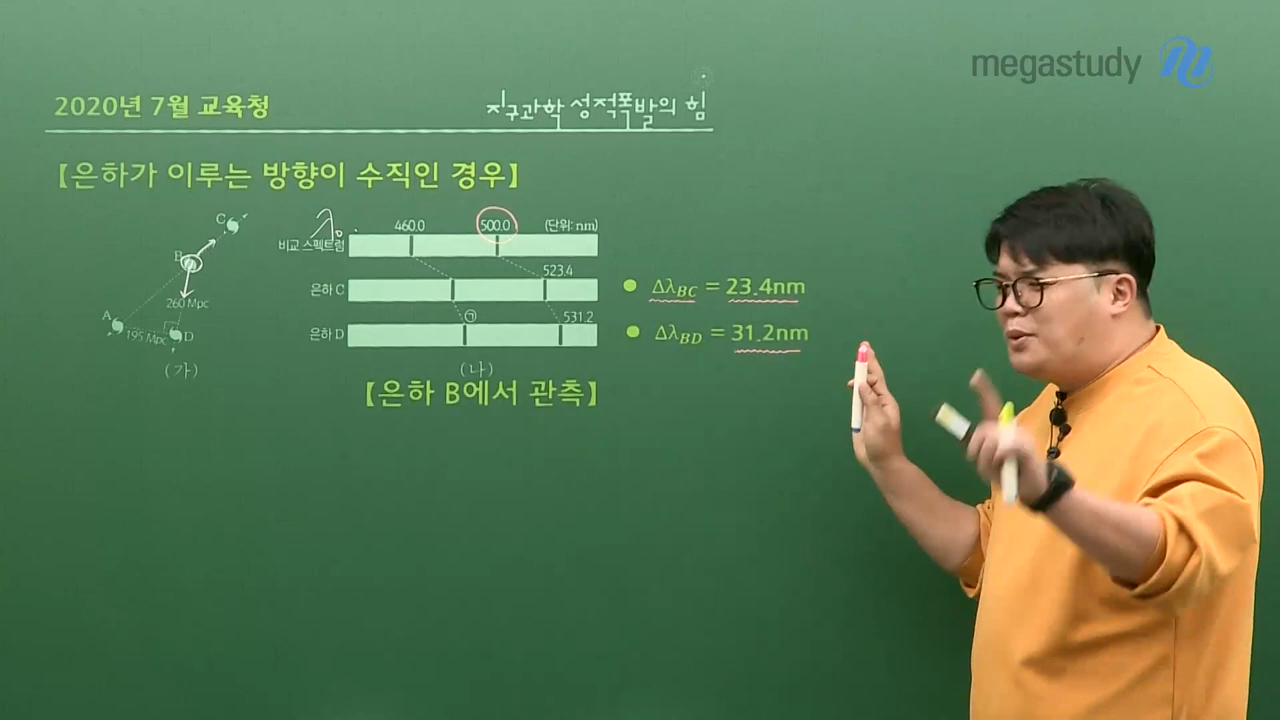 megastudy
2020년 7월 교육청
지구과학 성적폭발의 힘
【은하가 이루는 방향이 수직인 경우】
C
B
260 Mpc
A
195 Mpc
D
(가)
λ₀
460.0
500.0
(단위: nm)
비교 스펙트럼
523.4
은하 C
㉠
531.2
은하 D
(나)
【은하 B에서 관측】
● Δλ_BC = 23.4nm
● Δλ_BD = 31.2nm